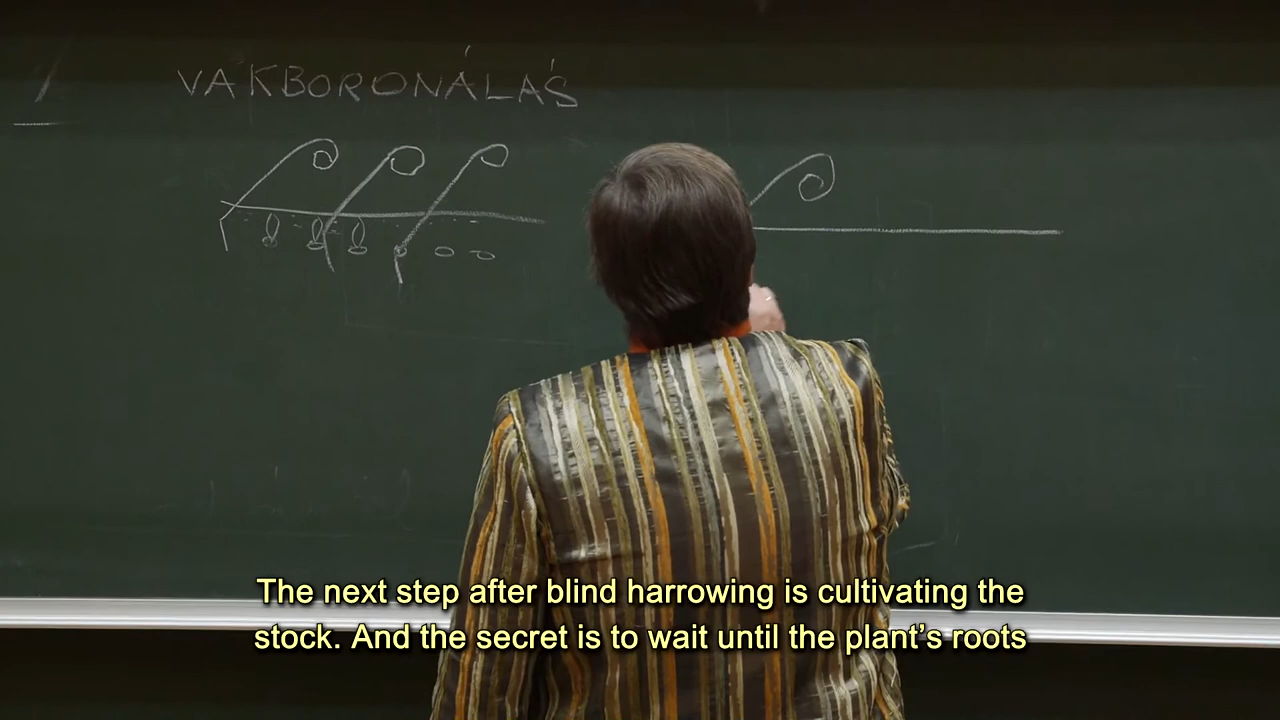 VAKBORONÁLÁS
The next step after blind harrowing is cultivating the
stock. And the secret is to wait until the plant’s roots